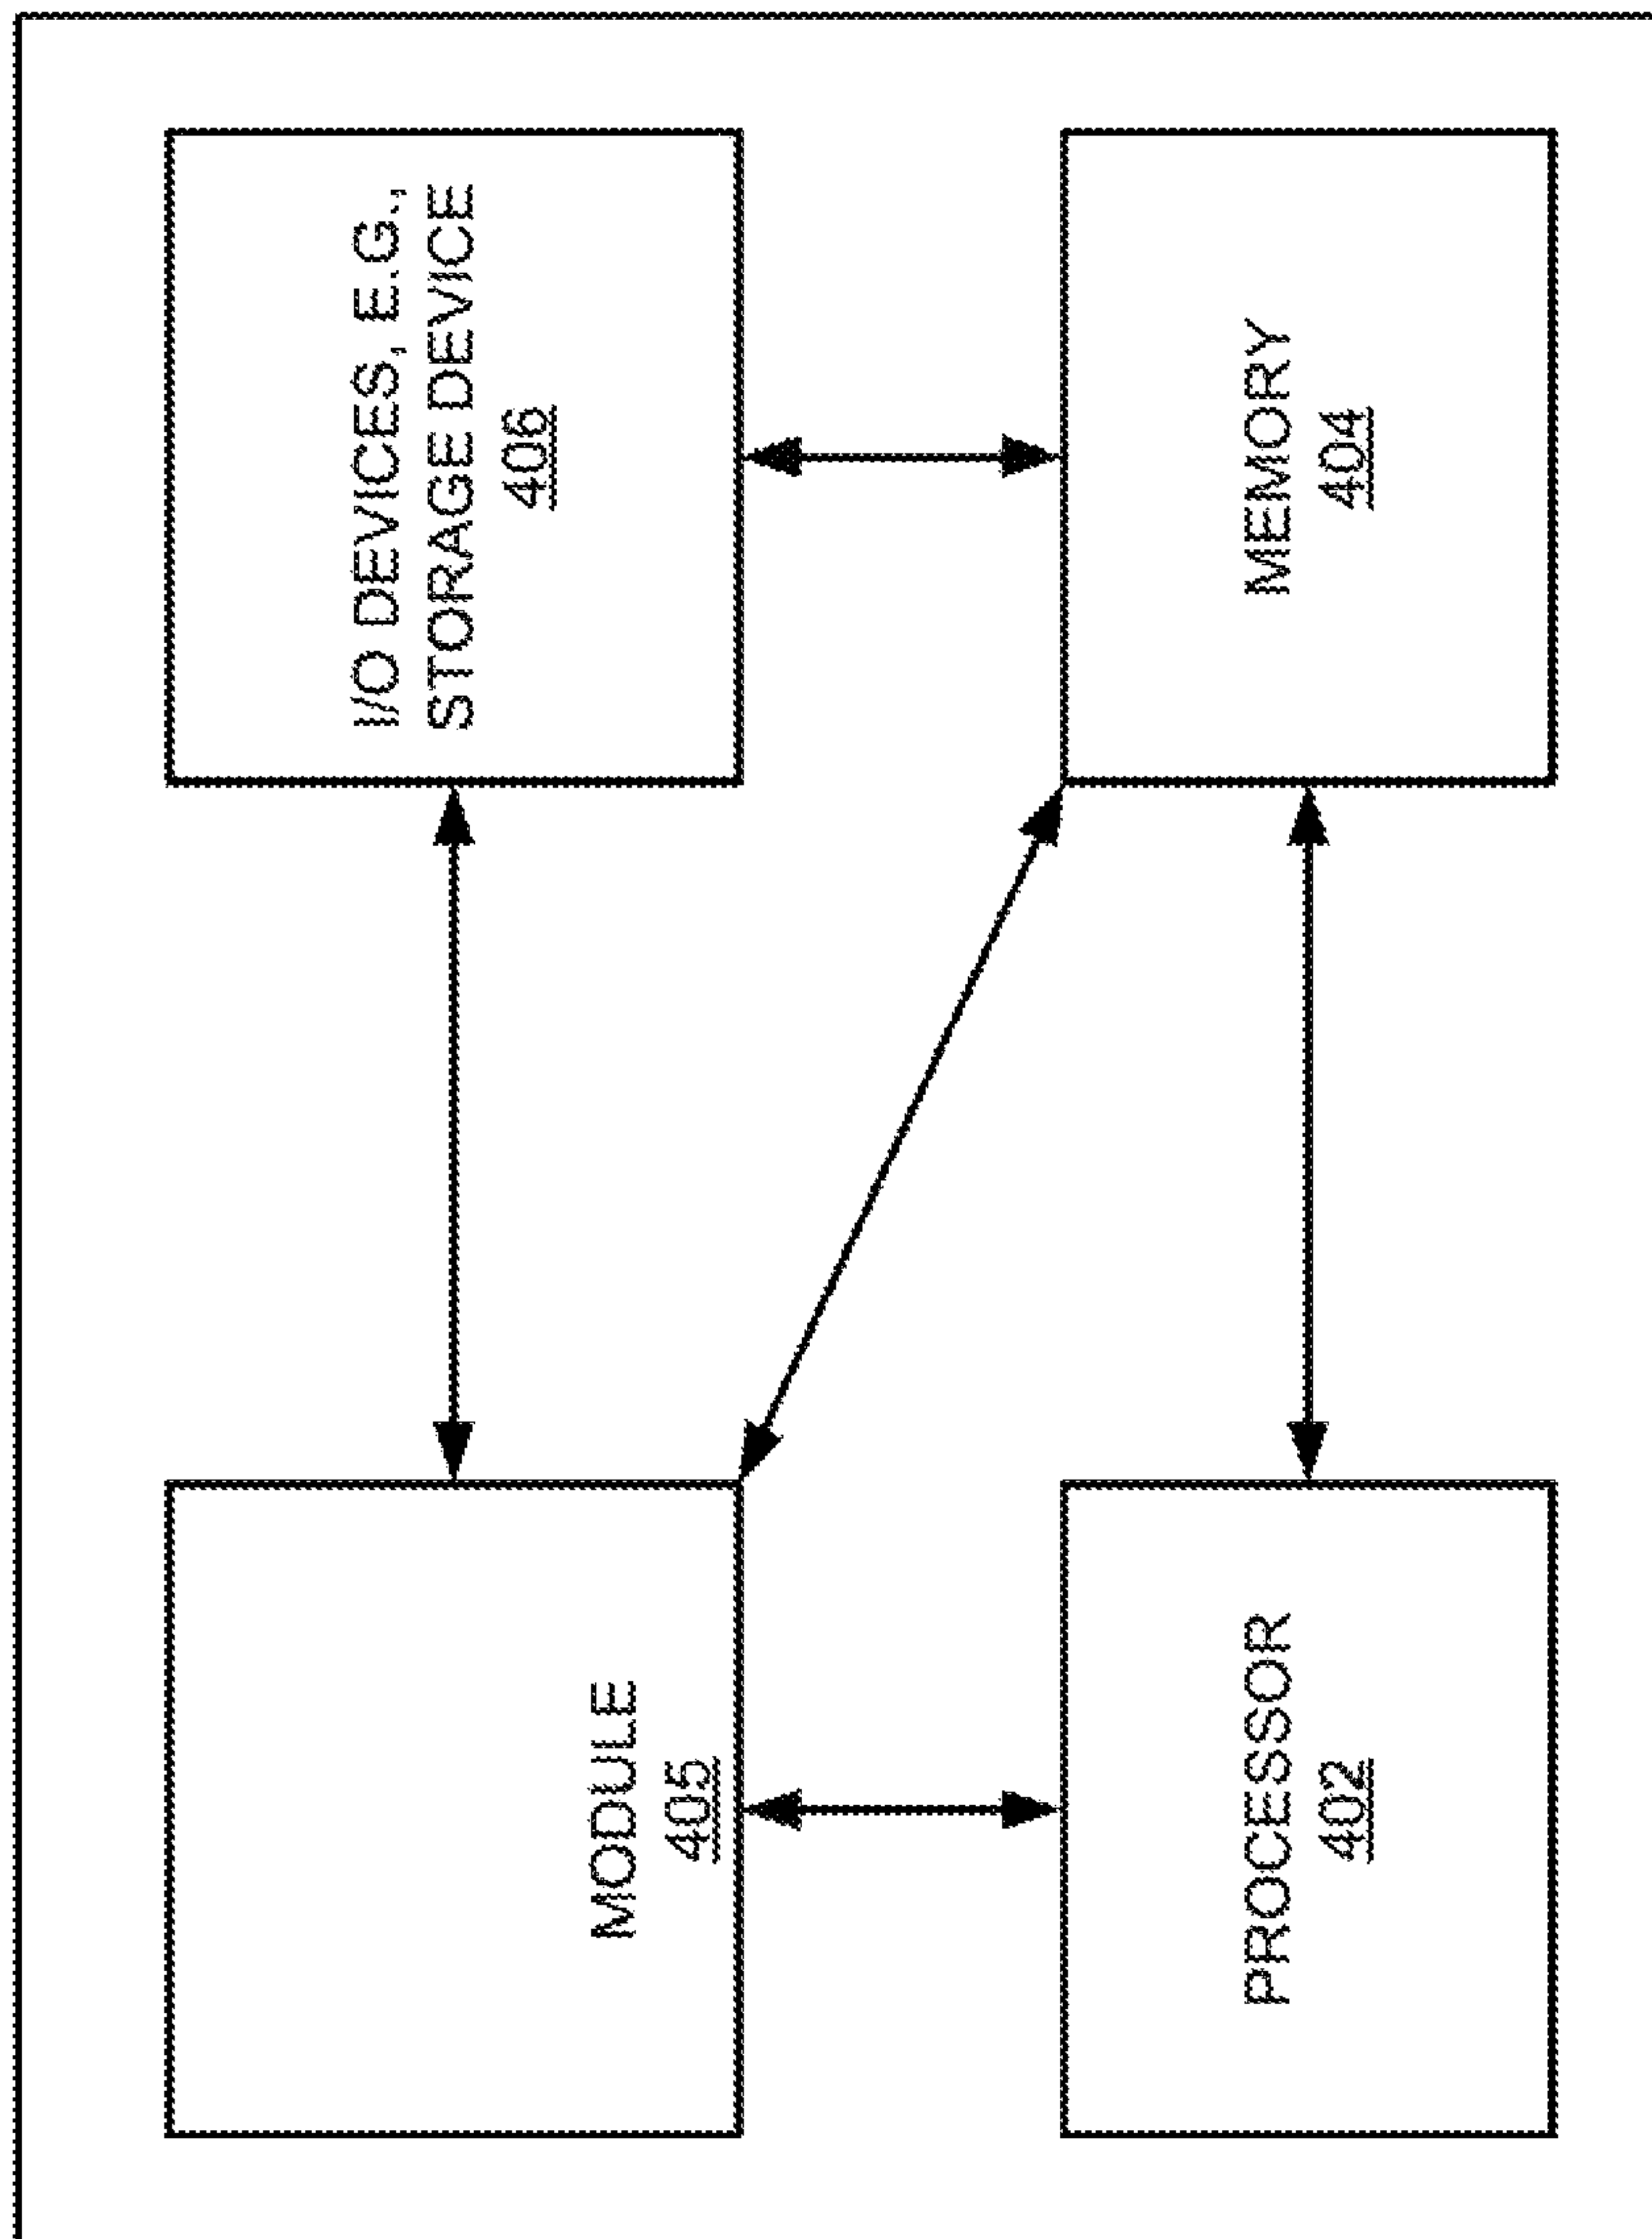 MODULE
405
I/O DEVICES, E.G.,
STORAGE DEVICE
406
PROCESSOR
402
MEMORY
404